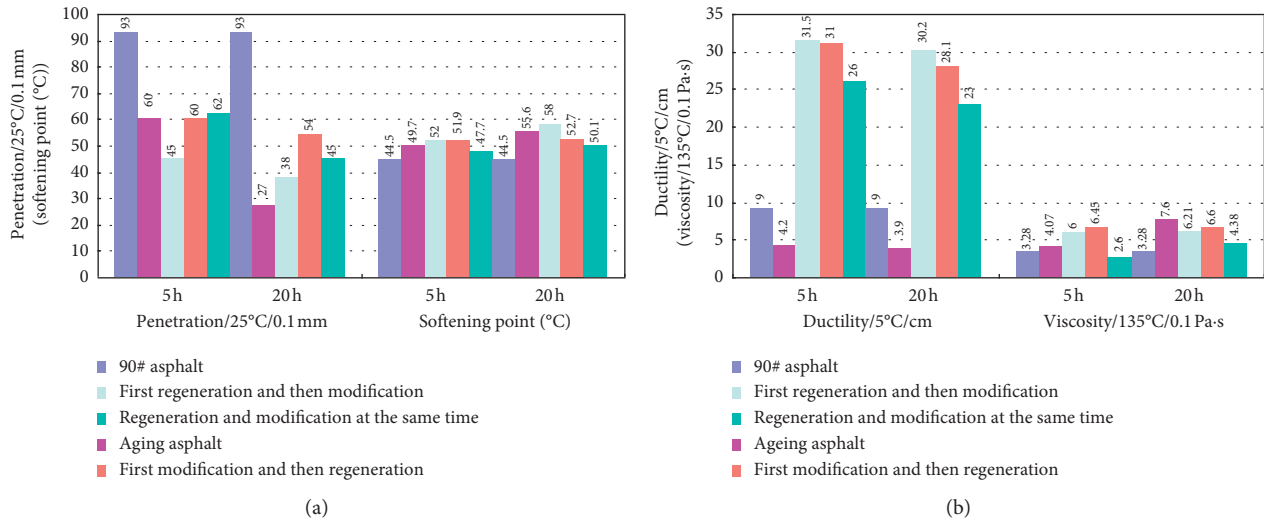 Penetration/25°C/0.1 mm
(softening point (°C))
100
90
80
70
60
50
40
30
20
10
0
93
60
45
60
62
93
27
38
54
45
44.5
49.7
52
51.9
47.7
44.5
55.6
58
52.7
50.1
5 h
20 h
5 h
20 h
Penetration/25°C/0.1 mm
Softening point (°C)
90# asphalt
First regeneration and then modification
Regeneration and modification at the same time
Aging asphalt
First modification and then regeneration
(a)
Ductility/5°C/cm
(viscosity/135°C/0.1 Pa·s)
35
30
25
20
15
10
5
0
9
4.2
31.5
31
26
9
3.9
30.2
28.1
23
3.28
4.07
6
6.45
2.6
3.28
7.6
6.21
6.6
4.38
5 h
20 h
5 h
20 h
Ductility/5°C/cm
Viscosity/135°C/0.1 Pa·s
90# asphalt
First regeneration and then modification
Regeneration and modification at the same time
Ageing asphalt
First modification and then regeneration
(b)